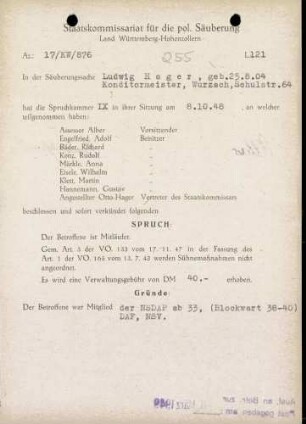 Staatskommissariat für die pol. Säuberung
Land Württemberg-Hohenzollern
Az.: 17/KW/876
L121
In der Säuberungssache Ludwig Hager, geb.25.8.04
Konditormeister, Wurzach, Schulstr.64
hat die Spruchkammer IX in ihrer Sitzung am 8.10.48 , an welcher
teilgenommen haben:
Assessor Alber Vorsitzender
Engelfried, Adolf Beisitzer
Räder, Richard "
Kenz, Rudolf "
Märkle, Anna "
Eisele, Wilhelm "
Klett, Martin "
Hannemann, Gustav "
Angestellter Otto-Hager Vertreter des Staatskommissars
beschlossen und sofort verkündet folgenden
SPRUCH:
Der Betroffene ist Mitläufer.
Gem. Art. 3 der VO. 133 vom 17. 11. 47 in der Fassung des
Art. 1 der VO. 165 vom 13. 7. 48 werden Sühnemaßnahmen nicht
angeordnet.
Es wird eine Verwaltungsgebühr von DM 40.- erhoben.
Gründe:
Der Betroffene war Mitglied der NSDAP ab 33, (Blockwart 38-40)
DAF, NSV.